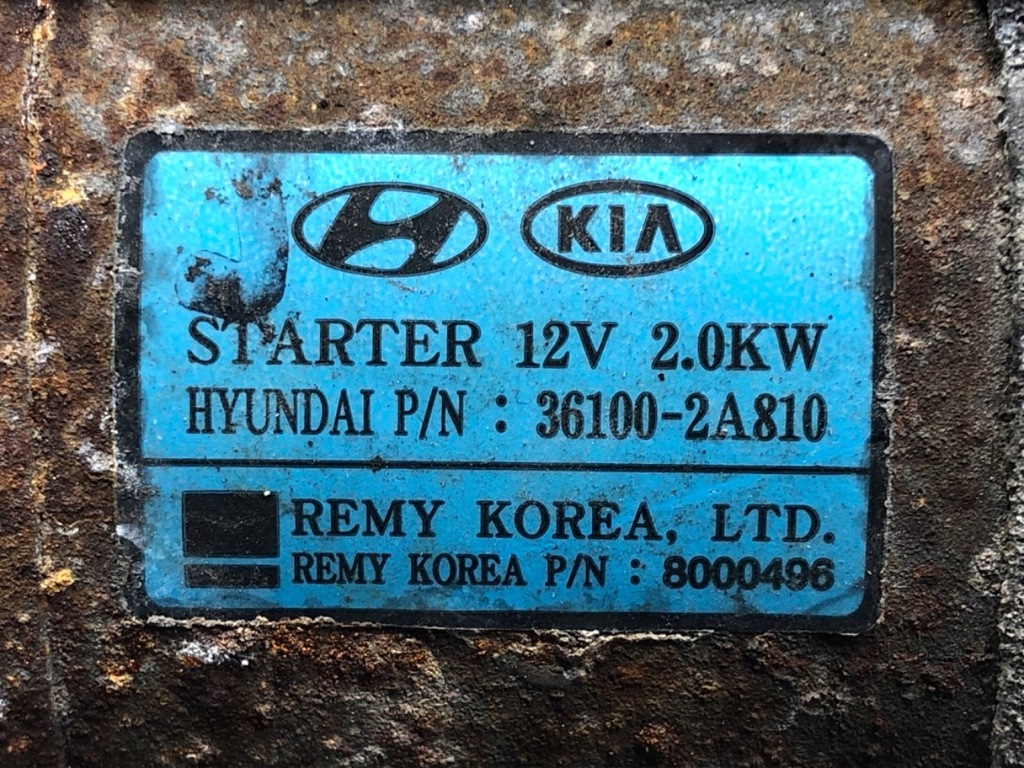 KIA
STARTER 12V 2.0KW
HYUNDAI P/N : 36100-2A810
REMY KOREA, LTD.
REMY KOREA P/N : 8000496